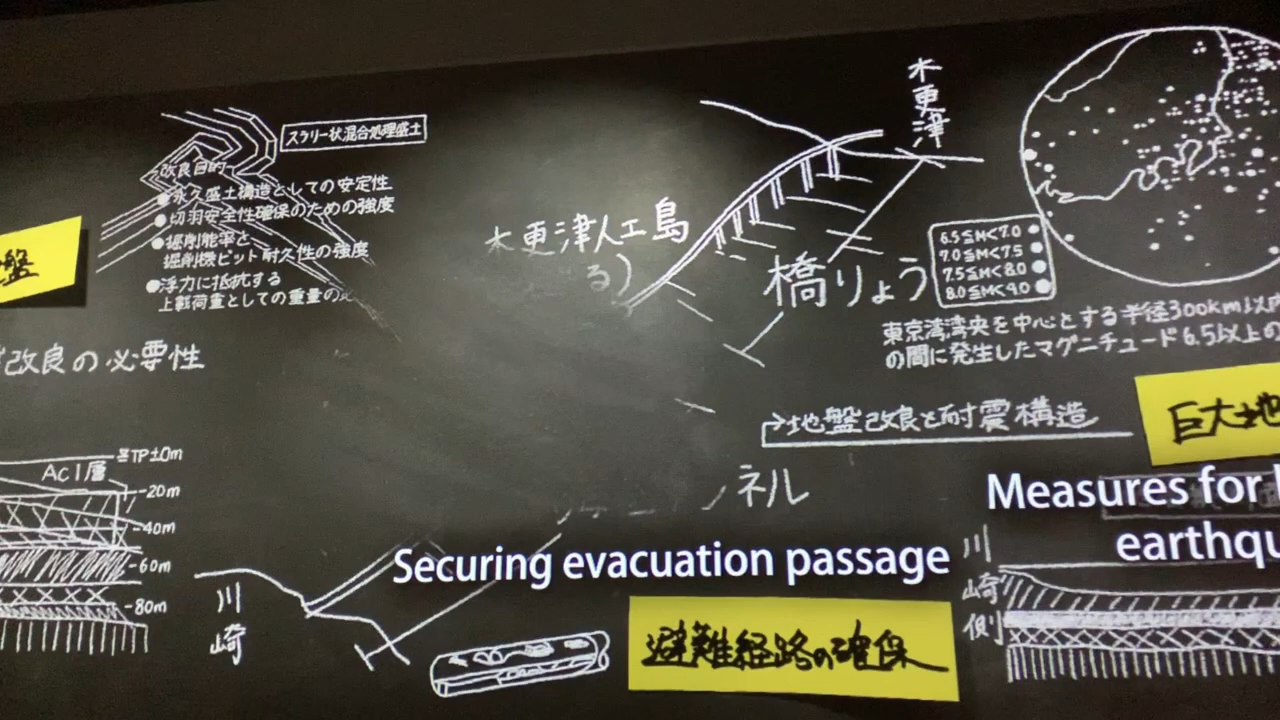 木更津
スラリー状混合処理盛土
改良目的
●永久盛土構造としての安定性
●切羽安全性確保のための強度
●掘削能率と
掘削機ビット耐久性の強度
●浮力に抵抗する
上載荷重としての重量の
木更津人工島
る)
橋りょう
6.5≦M<7.0
7.0≦M<7.5
7.5≦M<8.0
8.0≦M<9.0
盤
東京湾湾央を中心とする半径300km以内
の間に発生したマグニチュード6.5以上の
改良の必要性
→地盤改良と耐震構造
巨大地
TP±0m
Ac1層
-20m
-40m
-60m
-80m
ネル
Measures for
earthqu
Securing evacuation passage
川崎
川崎側
避難経路の確保